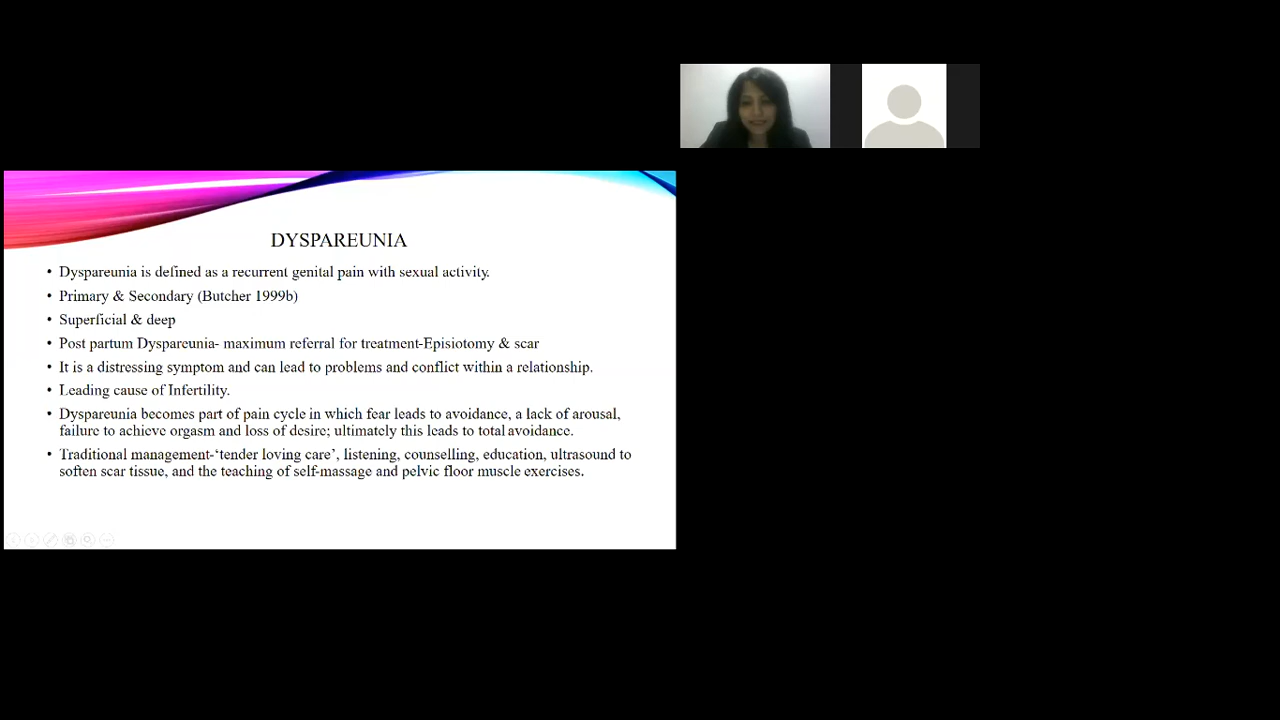 DYSPAREUNIA
• Dyspareunia is defined as a recurrent genital pain with sexual activity.
• Primary & Secondary (Butcher 1999b)
• Superficial & deep
• Post partum Dyspareunia- maximum referral for treatment-Episiotomy & scar
• It is a distressing symptom and can lead to problems and conflict within a relationship.
• Leading cause of Infertility.
• Dyspareunia becomes part of pain cycle in which fear leads to avoidance, a lack of arousal,
failure to achieve orgasm and loss of desire; ultimately this leads to total avoidance.
• Traditional management-‘tender loving care’, listening, counselling, education, ultrasound to
soften scar tissue, and the teaching of self-massage and pelvic floor muscle exercises.